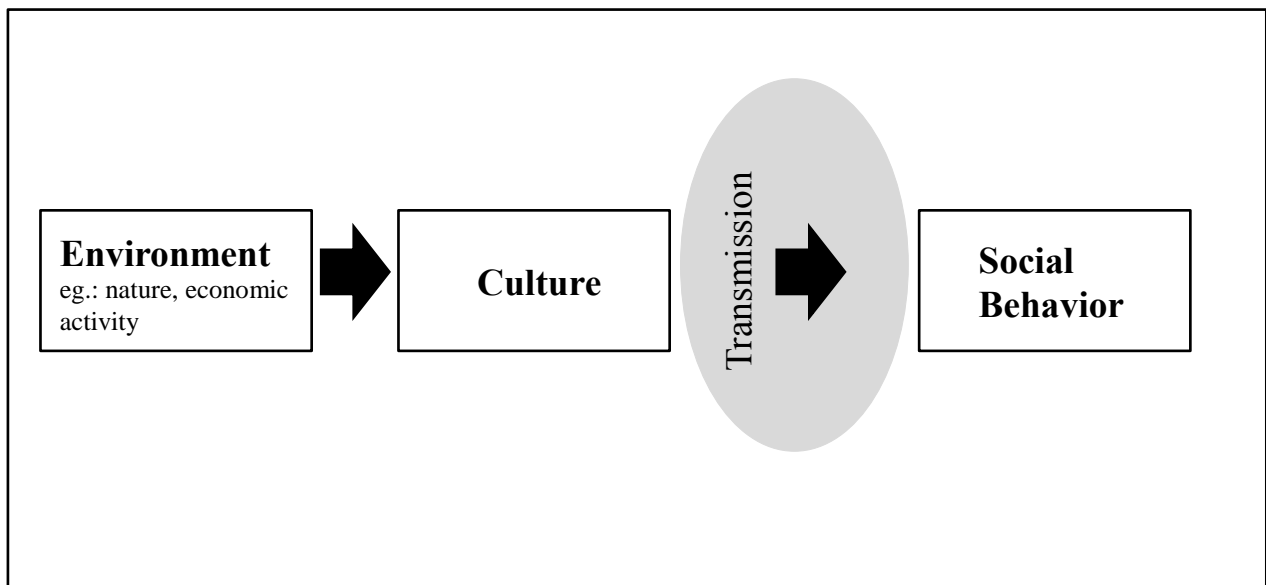 Environment
eg.: nature, economic
activity
Culture
Transmission
Social
Behavior